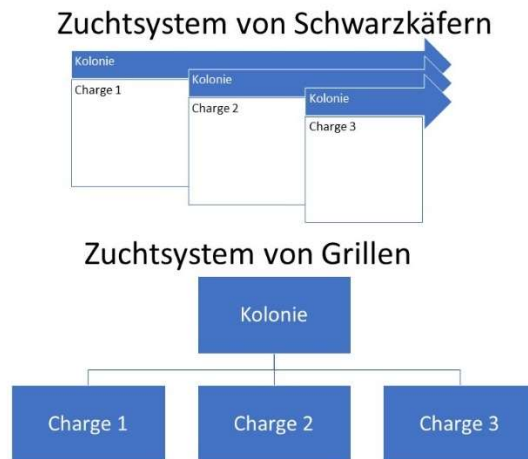 Zuchtsystem von Schwarzkäfern
Kolonie
Charge 1
Kolonie
Charge 2
Kolonie
Charge 3
Zuchtsystem von Grillen
Kolonie
Charge 1
Charge 2
Charge 3